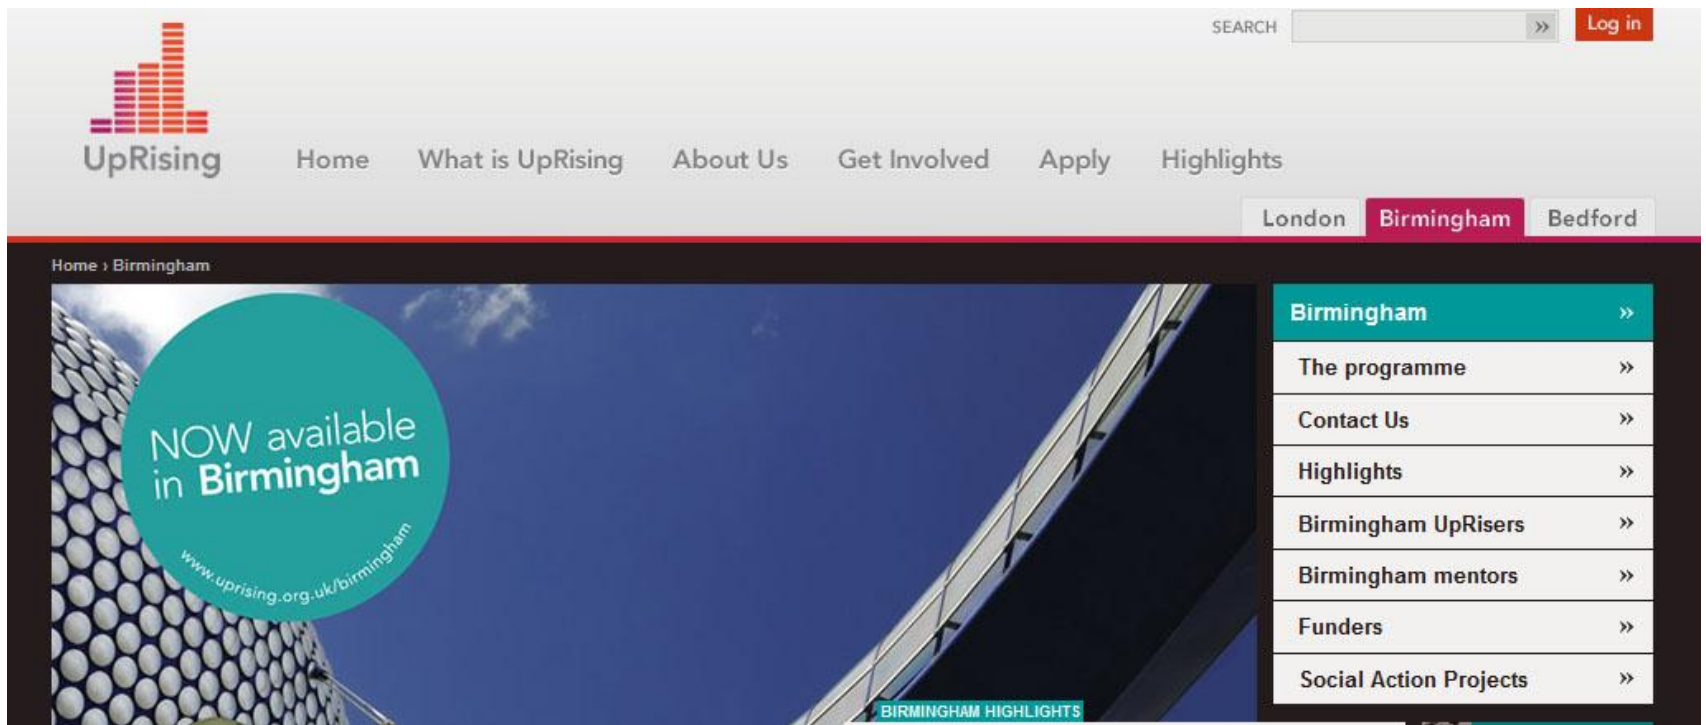 SEARCH
»
Log in
UpRising
Home
What is UpRising
About Us
Get Involved
Apply
Highlights
London
Birmingham
Bedford
Home › Birmingham
NOW available
in Birmingham
www.uprising.org.uk/birmingham
Birmingham »
The programme »
Contact Us »
Highlights »
Birmingham UpRisers »
Birmingham mentors »
Funders »
Social Action Projects »
BIRMINGHAM HIGHLIGHTS